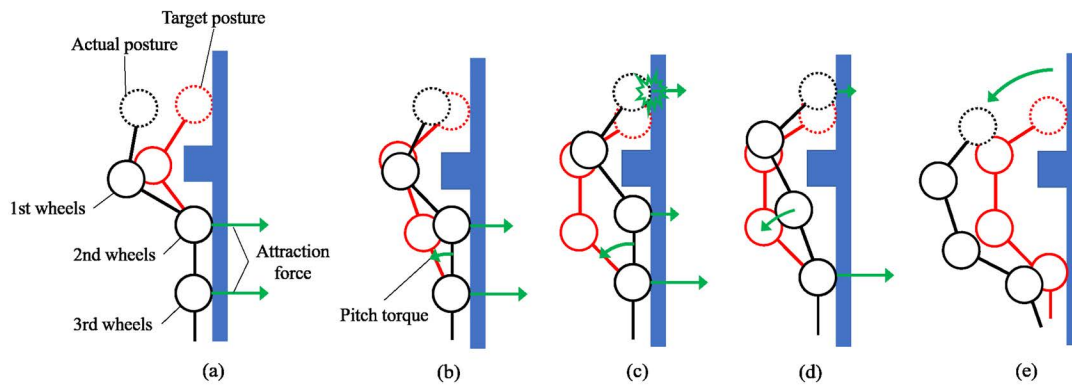 Target posture
Actual posture
1st wheels
2nd wheels
Attraction
force
3rd wheels
Pitch torque
(a)
(b)
(c)
(d)
(e)